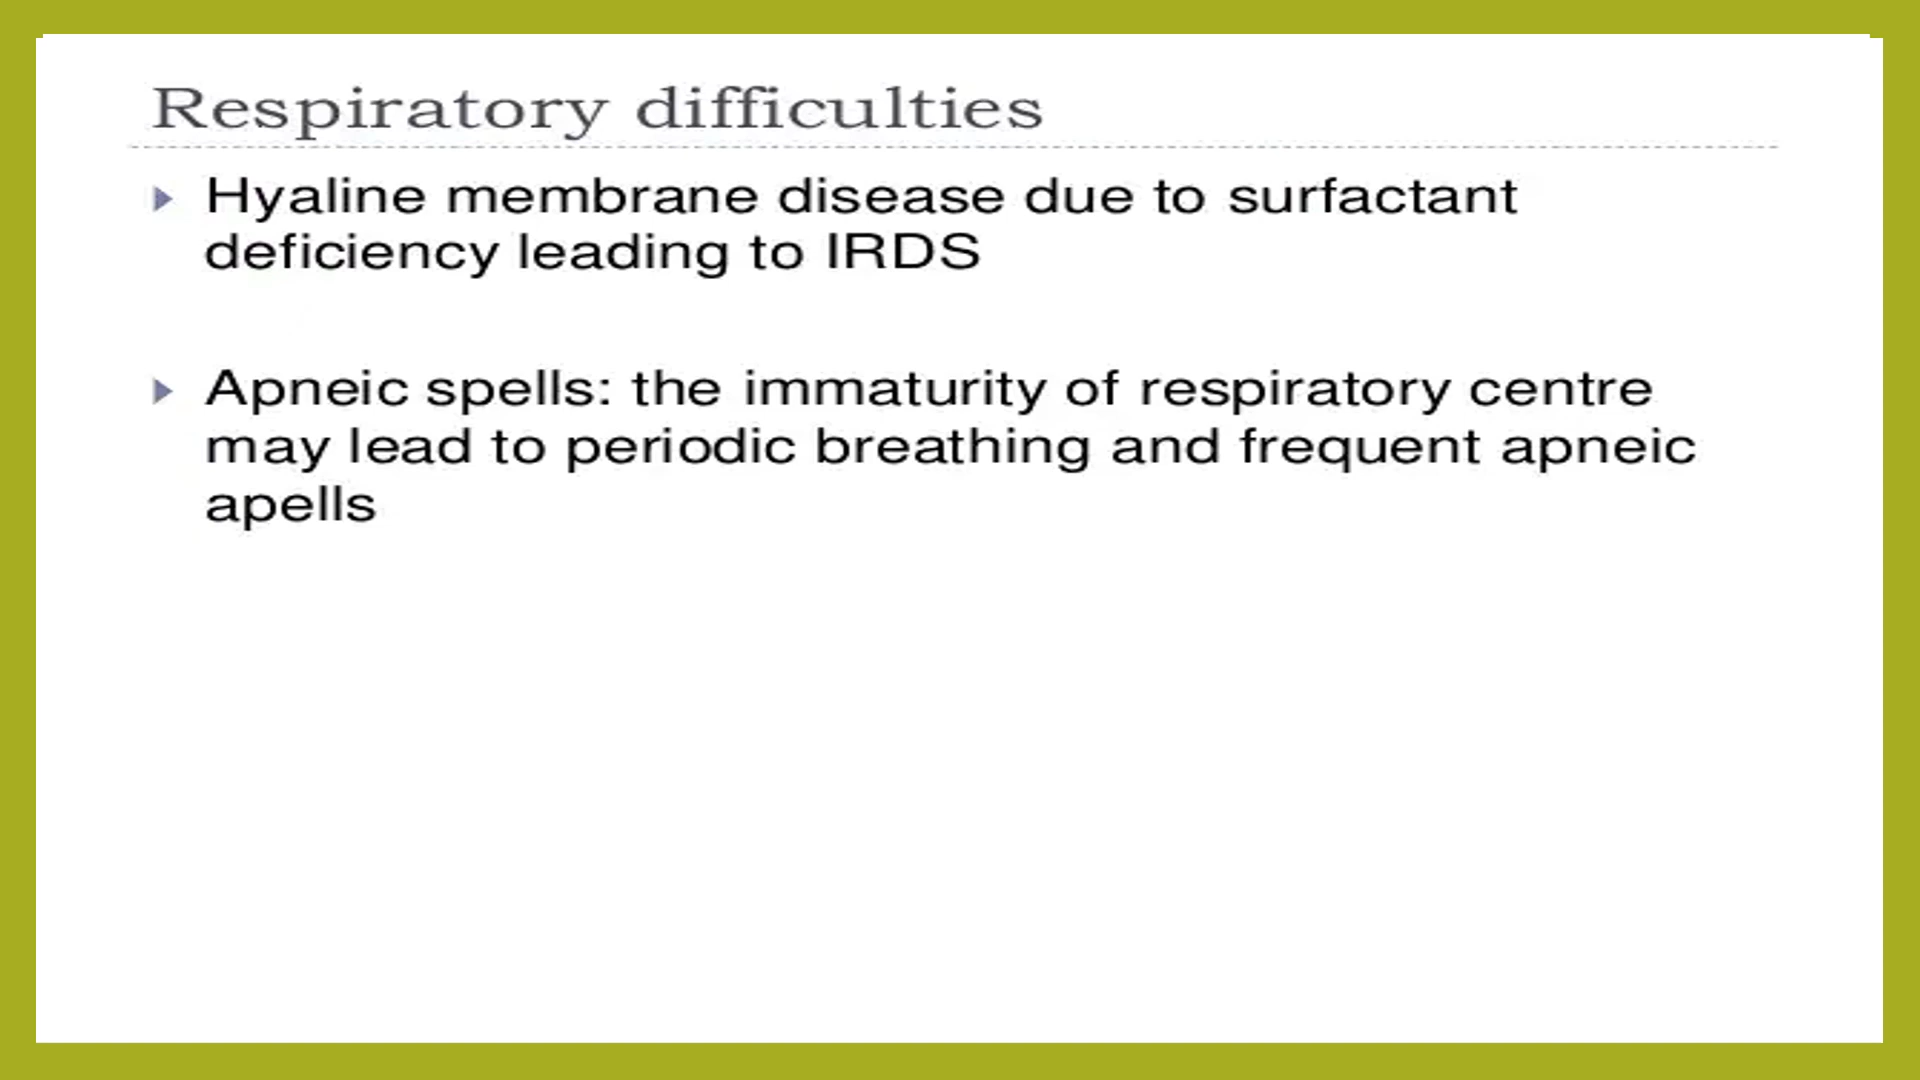 Respiratory difficulties
Hyaline membrane disease due to surfactant
deficiency leading to IRDS
Apneic spells: the immaturity of respiratory centre
may lead to periodic breathing and frequent apneic
apells